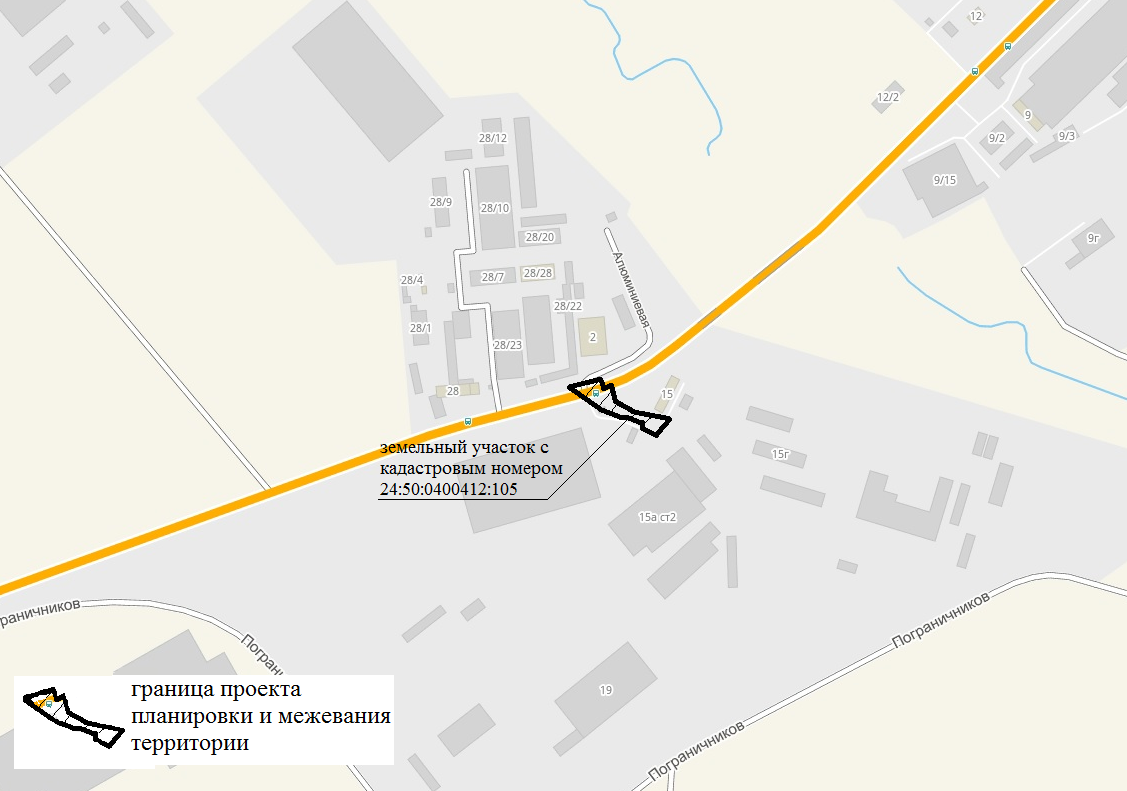 12
12/2
9
9/2
9/3
9/15
9г
28/12
28/9
28/10
28/20
28/4
28/7
28/28
Алюминиевая
28/22
28/1
28/23
2
28
15
земельный участок с
кадастровым номером
24:50:0400412:105
15г
15а ст2
раничников
Пограничников
Пограни
19
Пограничников
граница проекта
планировки и межевания
территории